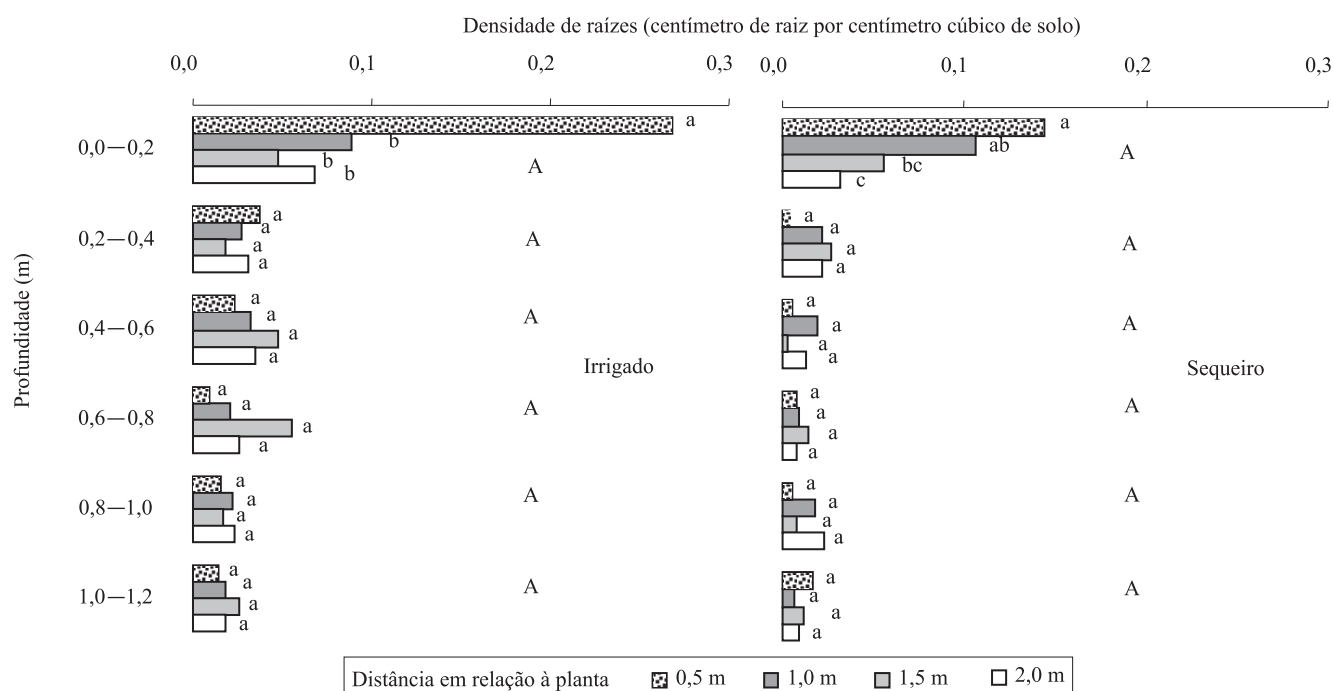 Densidade de raízes (centímetro de raiz por centímetro cúbico de solo)
0,0 0,1 0,2 0,3 0,0 0,1 0,2 0,3
Profundidade (m)
0,0—0,2
a
b
b
b
A
a
ab
bc
c
A
0,2—0,4
a
a
a
a
A
a
a
a
a
A
0,4—0,6
a
a
a
a
A
a
a
a
a
A
Irrigado
Sequeiro
0,6—0,8
a
a
a
a
A
a
a
a
a
A
0,8—1,0
a
a
a
a
A
a
a
a
a
A
1,0—1,2
a
a
a
a
A
a
a
a
a
A
Distância em relação à planta 0,5 m 1,0 m 1,5 m 2,0 m